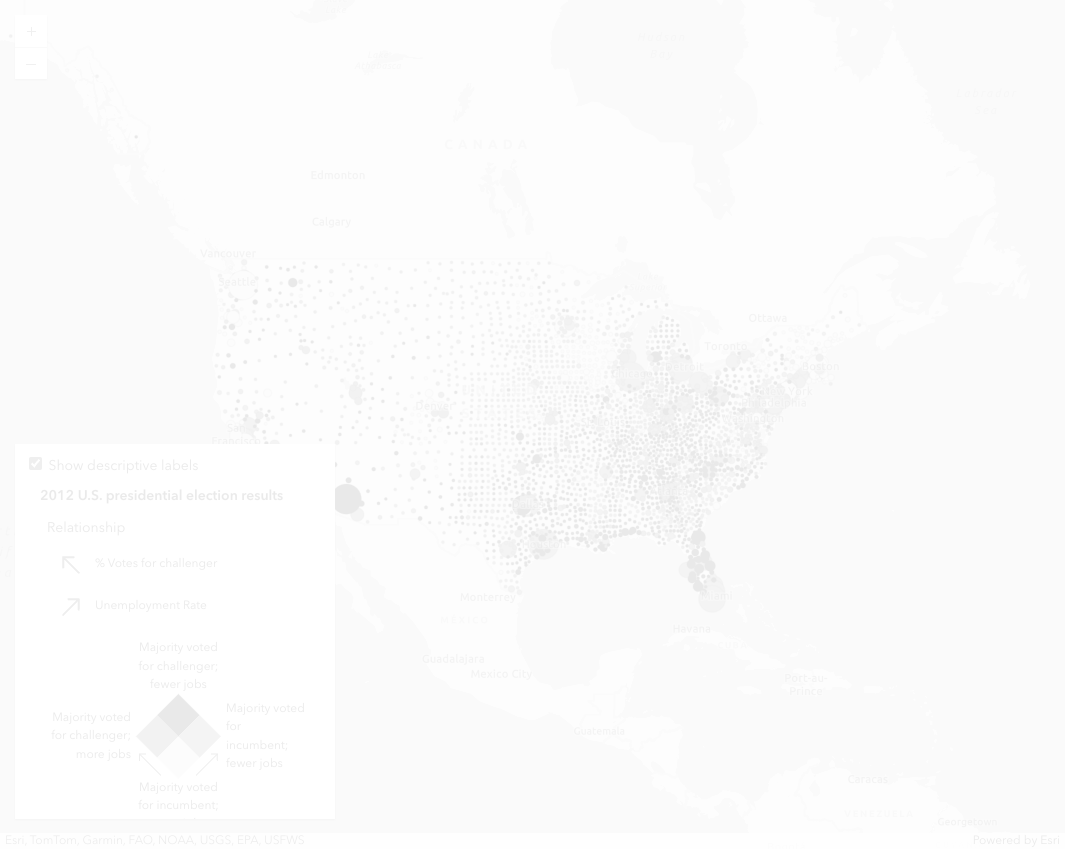 +
−
CANADA
Edmonton
Calgary
Vancouver
Seattle
Ottawa
Toronto
San
Francisco
Show descriptive labels
2012 U.S. presidential election results
Relationship
% Votes for challenger
Unemployment Rate
Majority voted
for challenger;
fewer jobs
Majority voted
for challenger;
more jobs
Majority voted
for
incumbent;
fewer jobs
Majority voted
for incumbent;
Monterrey
MEXICO
Guadalajara
Mexico City
Havana
Port-au-
Prince
Guatemala
Caracas
Georgetown
Esri, TomTom, Garmin, FAO, NOAA, USGS, EPA, USFWS
Powered by Esri